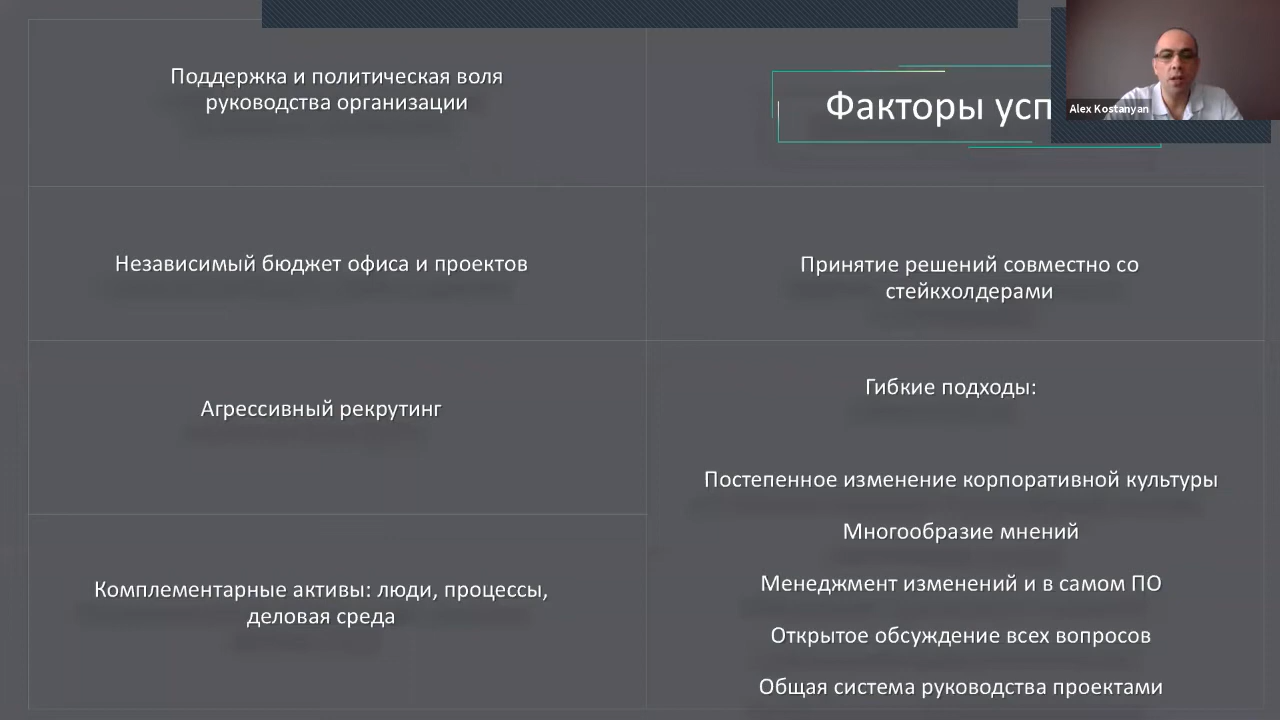 Поддержка и политическая воля
руководства организации
Факторы
Alex Kostanyan
Независимый бюджет офиса и проектов
Принятие решений совместно со
стейкхолдерами
Агрессивный рекрутинг
Гибкие подходы:
Постепенное изменение корпоративной культуры
Многообразие мнений
Менеджмент изменений и в самом ПО
Открытое обсуждение всех вопросов
Общая система руководства проектами
Комплементарные активы: люди, процессы,
деловая среда